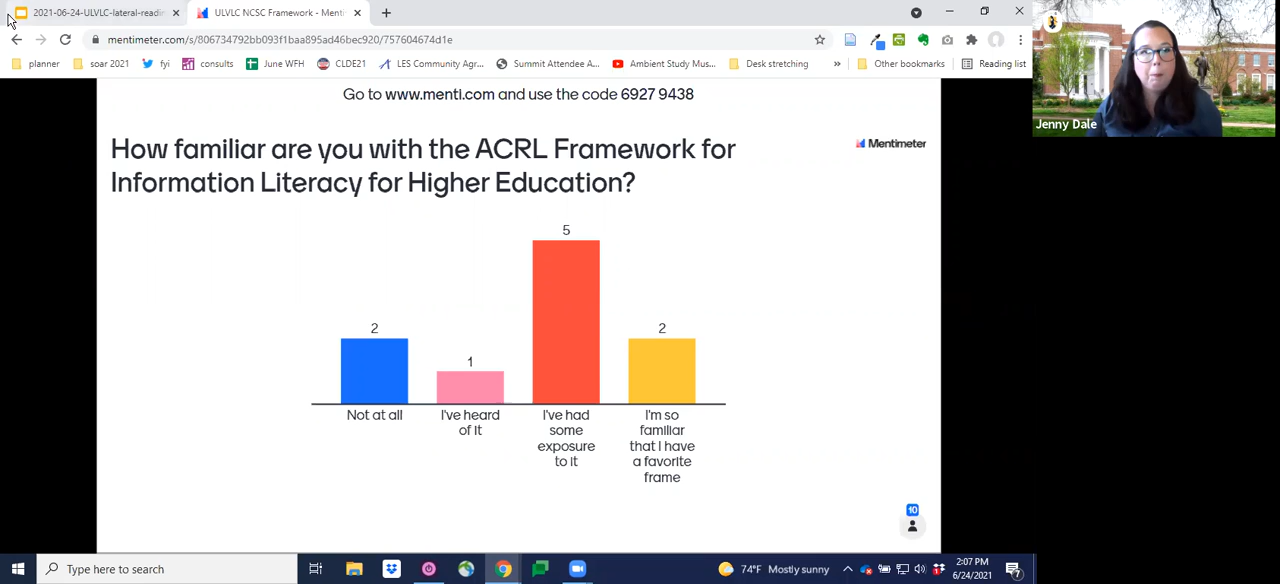 2021-06-24-ULVLC-lateral-readin
ULVLC NCSC Framework - Menti
mentimeter.com/s/806734792bb093f1baa895ad46bec920/757604674d1e
planner
soar 2021
fyi
consults
June WFH
CLDE21
LES Community Agr...
Summit Attendee A...
Ambient Study Mus...
Desk stretching
»
Other bookmarks
Reading list
Go to www.menti.com and use the code 6927 9438
How familiar are you with the ACRL Framework for
Information Literacy for Higher Education?
Mentimeter
5
2
2
1
Not at all
I've heard
of it
I've had
some
exposure
to it
I'm so
familiar
that I have
a favorite
frame
10
Type here to search
74°F Mostly sunny
2:07 PM
6/24/2021
7
Jenny Dale